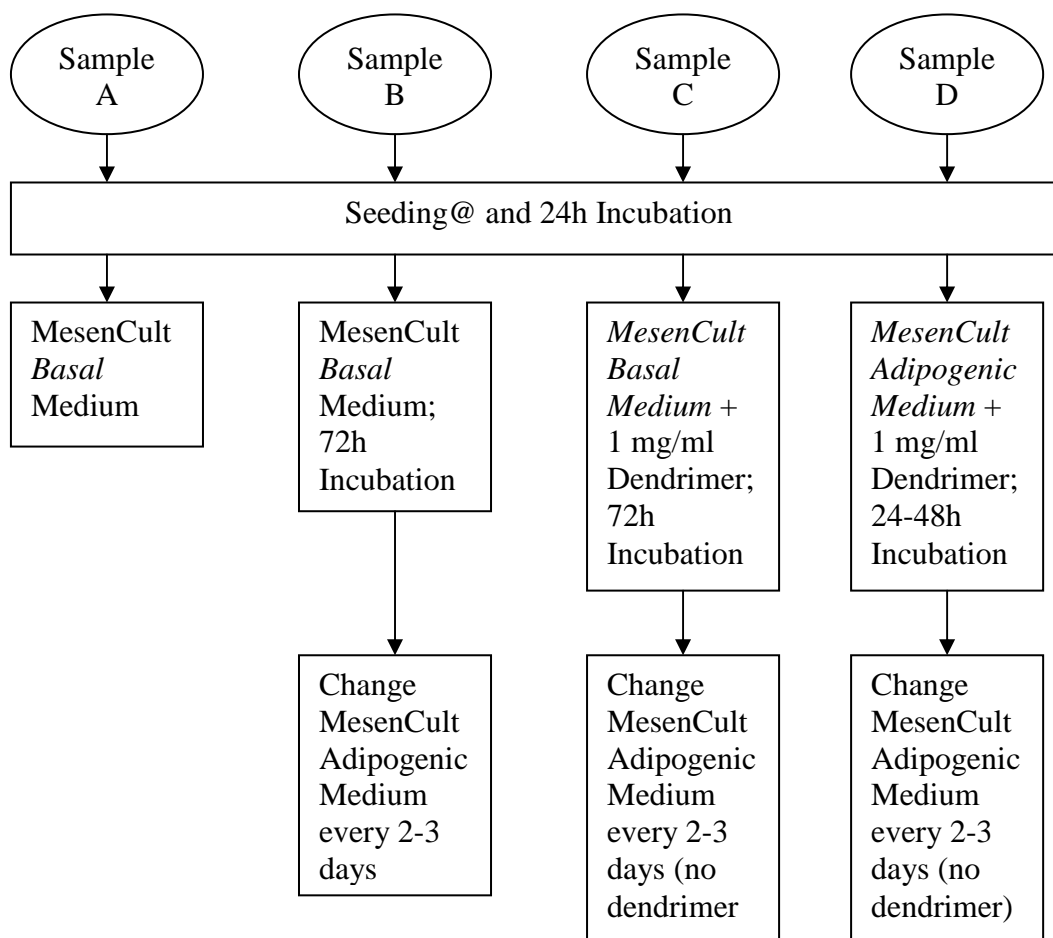 Sample
A
Sample
B
Sample
C
Sample
D
Seeding@ and 24h Incubation
MesenCult
Basal
Medium
MesenCult
Basal
Medium;
72h
Incubation
MesenCult
Basal
Medium +
1 mg/ml
Dendrimer;
72h
Incubation
MesenCult
Adipogenic
Medium +
1 mg/ml
Dendrimer;
24-48h
Incubation
Change
MesenCult
Adipogenic
Medium
every 2-3
days
Change
MesenCult
Adipogenic
Medium
every 2-3
days (no
dendrimer
Change
MesenCult
Adipogenic
Medium
every 2-3
days (no
dendrimer)